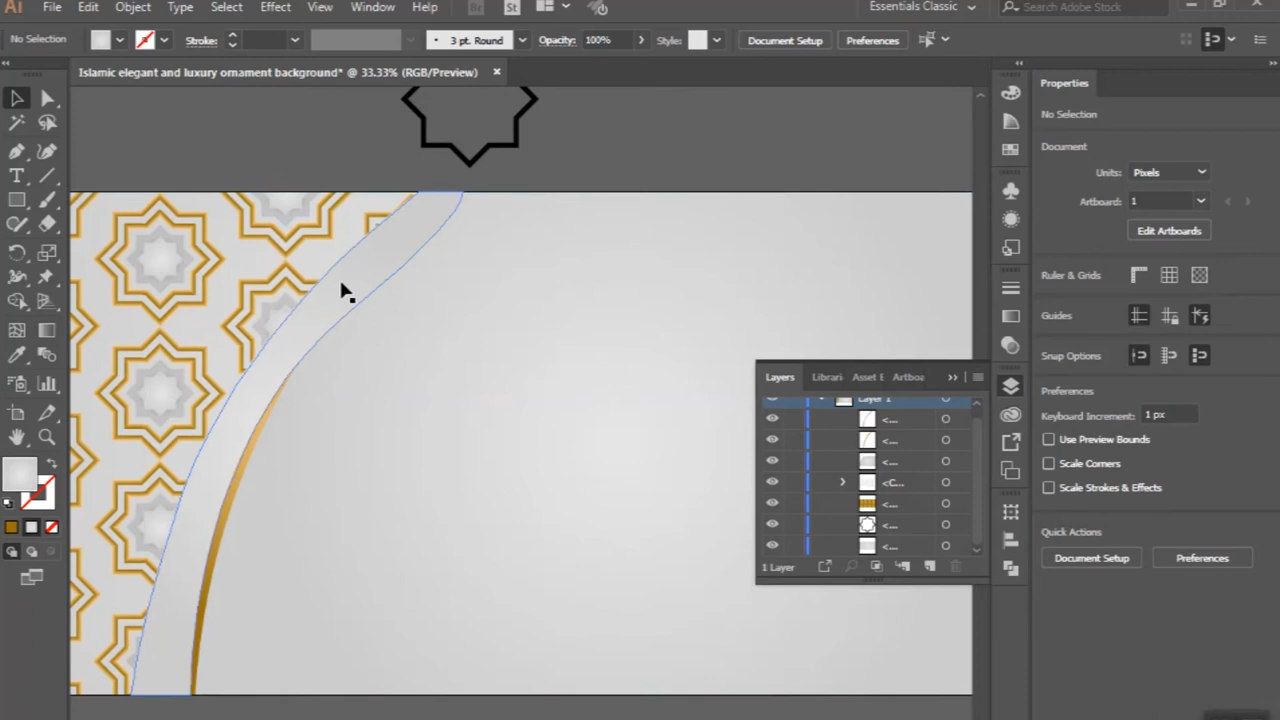 Ai File Edit Object Type Select Effect View Window Help Br St Essentials Classic Search Adobe Stock
No Selection Stroke: 3 pt. Round Opacity: 100% Style: Document Setup Preferences
Islamic elegant and luxury ornament background* @ 33.33% (RGB/Preview)
Properties
No Selection
Document
Units: Pixels
Artboard: 1
Edit Artboards
Ruler & Grids
Guides
Snap Options
Preferences
Keyboard Increment: 1 px
Use Preview Bounds
Scale Corners
Scale Strokes & Effects
Quick Actions
Document Setup Preferences
Layers Librari Asset E Artboa
Layer 1
<...
<...
<...
<C...
<...
<...
<...
1 Layer